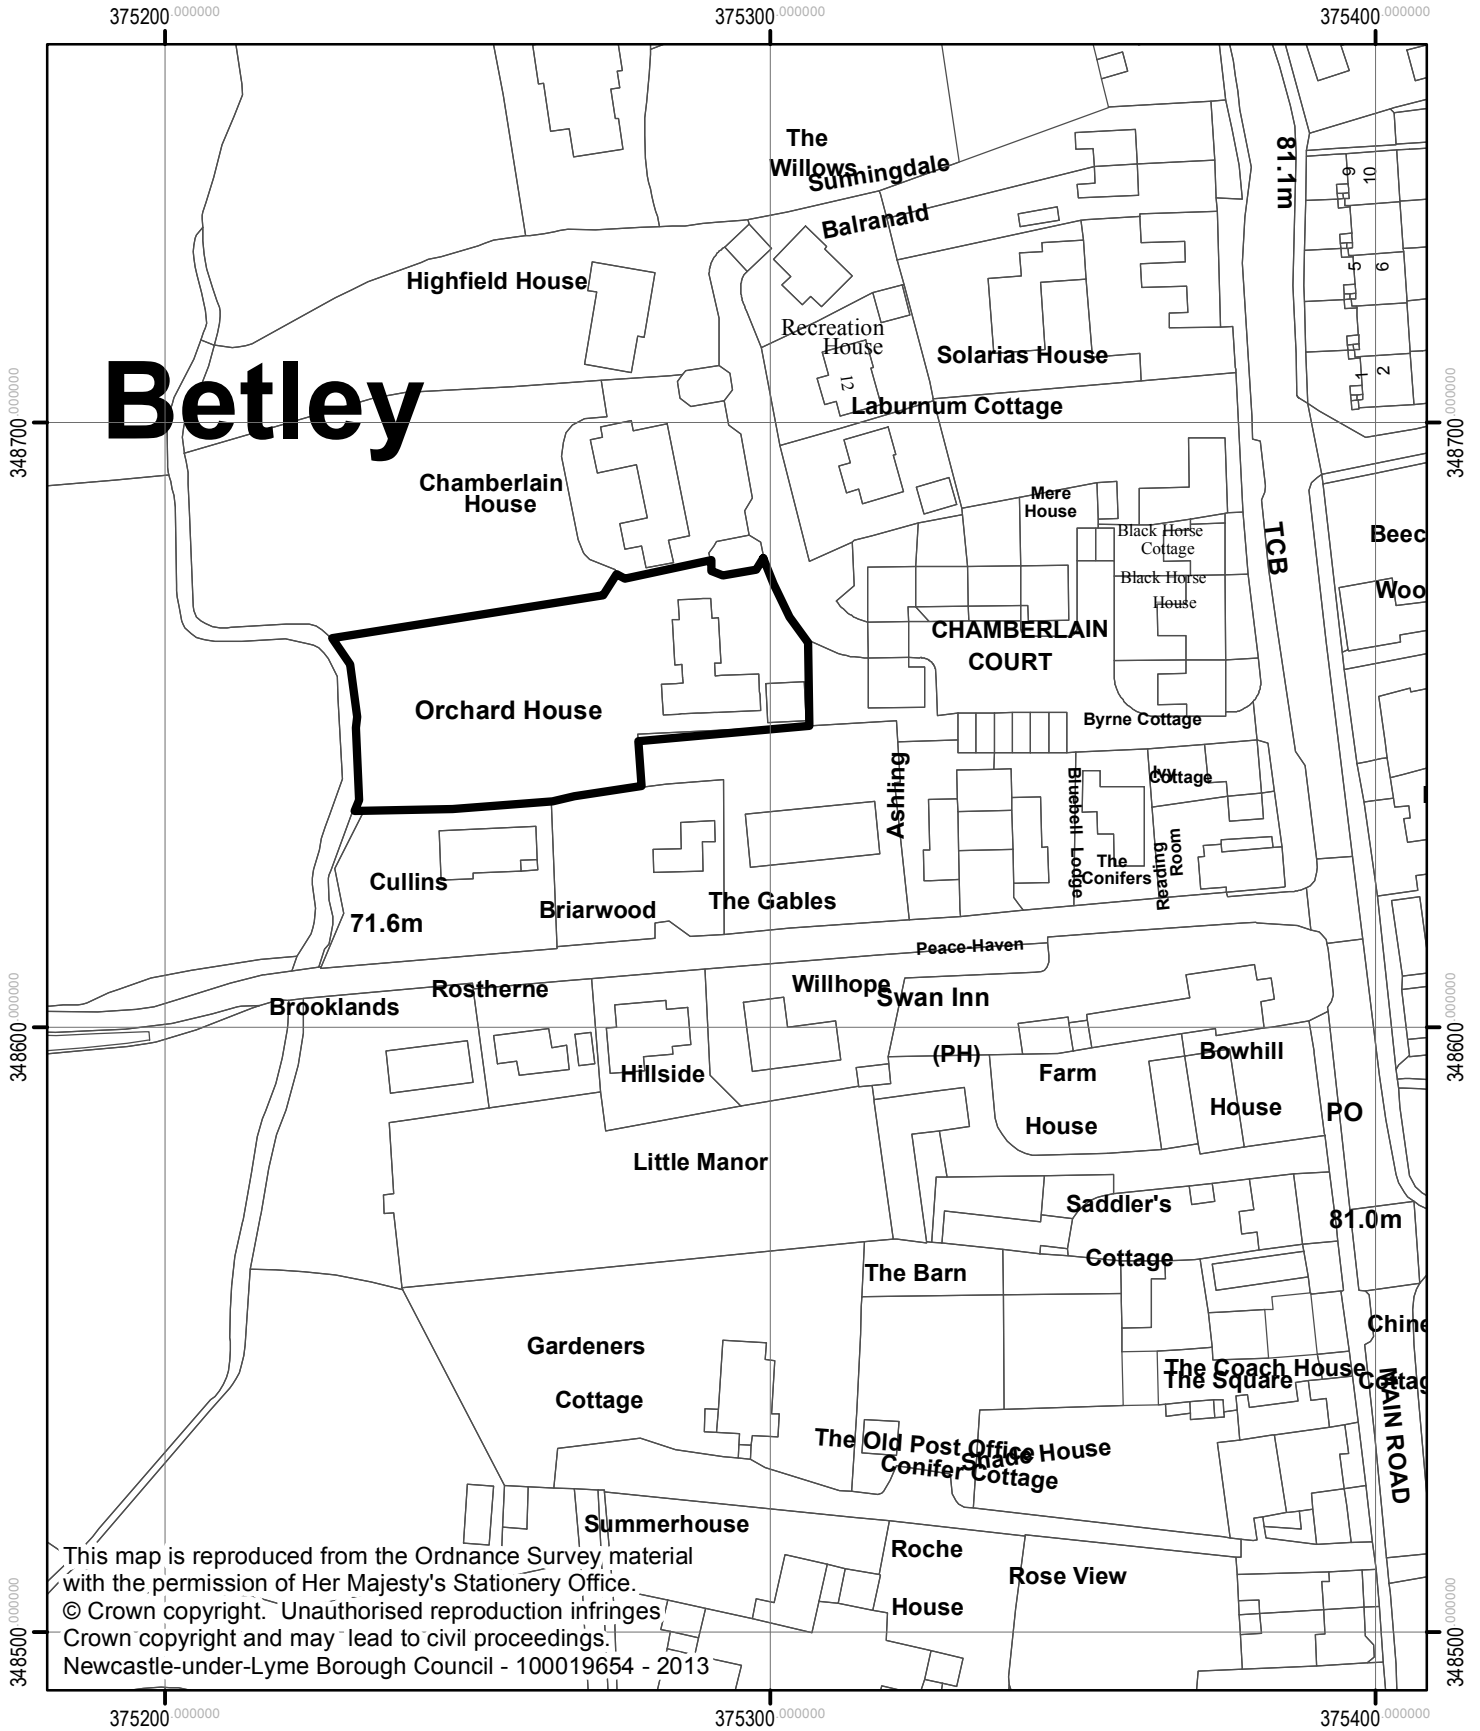 375200.000000 375300.000000 375400.000000
The
Willows
Sunningdale
Balranald
81.1m
9
10
5
6
1
2
Highfield House
Recreation
House
12
Solarias House
Betley
Laburnum Cottage
348700.000000
348700.000000
Chamberlain
House
Mere
House
Black Horse
Cottage
Black Horse
House
TCB
Beec
Woo
CHAMBERLAIN
COURT
Orchard House
Byrne Cottage
Ashling
Bluebell Lodge
Ivy
Cottage
The
Conifers
Reading
Room
Cullins
71.6m
Briarwood
The Gables
Peace-Haven
Willhope
Swan Inn
(PH)
Rostherne
Brooklands
348600.000000
348600.000000
Hillside
Farm
House
Bowhill
House
PO
Little Manor
Saddler's
Cottage
81.0m
The Barn
Gardeners
Cottage
Chine
Cottag
The Coach House
The Square
MAIN ROAD
The Old Post Office
Shade House
Conifer Cottage
Summerhouse
Roche
House
Rose View
This map is reproduced from the Ordnance Survey material
with the permission of Her Majesty's Stationery Office.
© Crown copyright. Unauthorised reproduction infringes
Crown copyright and may lead to civil proceedings.
Newcastle-under-Lyme Borough Council - 100019654 - 2013
348500.000000
348500.000000
375200.000000 375300.000000 375400.000000